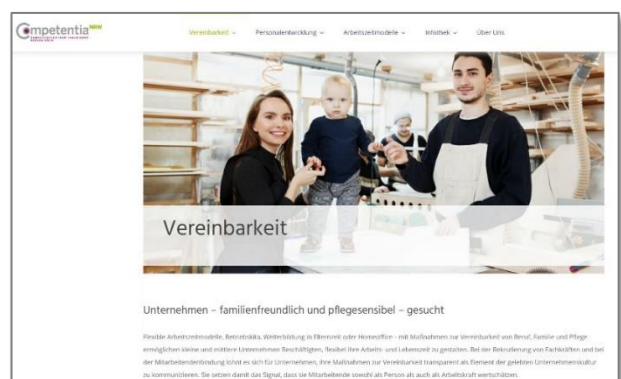 Competentia NRW
Vereinbarkeit
Personalentwicklung
Arbeitszeitmodelle
Infothek
Über Uns
Vereinbarkeit
Unternehmen – familienfreundlich und pflegesensibel – gesucht
Flexible Arbeitszeitmodelle, Betriebskita, Weiterbildung in Elternzeit oder Homeoffice - mit Maßnahmen zur Vereinbarkeit von Beruf, Familie und Pflege
ermöglichen kleine und mittlere Unternehmen Beschäftigten, flexibel ihre Arbeits- und Lebenszeit zu gestalten. Bei der Rekrutierung von Fachkräften und bei
der Mitarbeitendenbindung lohnt es sich für Unternehmen, ihre Maßnahmen zur Vereinbarkeit transparent als Element der gelebten Unternehmenskultur
zu kommunizieren. Sie setzen damit das Signal, dass sie Mitarbeitende sowohl als Person als auch als Arbeitskraft wertschätzen.